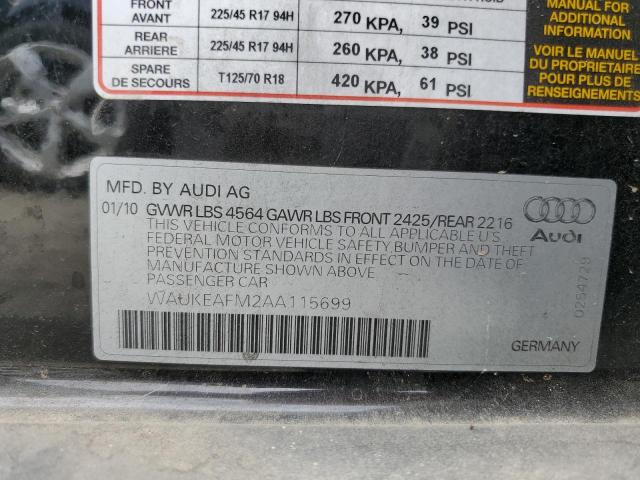 FRONT
AVANT
225/45 R17 94H
270 KPA, 39 PSI
REAR
ARRIERE
225/45 R17 94H
260 KPA, 38 PSI
SPARE
DE SECOURS
T125/70 R18
420 KPA, 61 PSI
MANUAL FOR
ADDITIONAL
INFORMATION
VOIR LE MANUEL
DU PROPRIETAIRE
POUR PLUS DE
RENSEIGNEMENTS
MFD. BY AUDI AG
01/10 GVWR LBS 4564 GAWR LBS FRONT 2425/REAR 2216
THIS VEHICLE CONFORMS TO ALL APPLICABLE U.S.
FEDERAL MOTOR VEHICLE SAFETY, BUMPER AND THEFT
PREVENTION STANDARDS IN EFFECT ON THE DATE OF
MANUFACTURE SHOWN ABOVE.
PASSENGER CAR
WAUKEAFM2AA115699
Audi
0254729
GERMANY